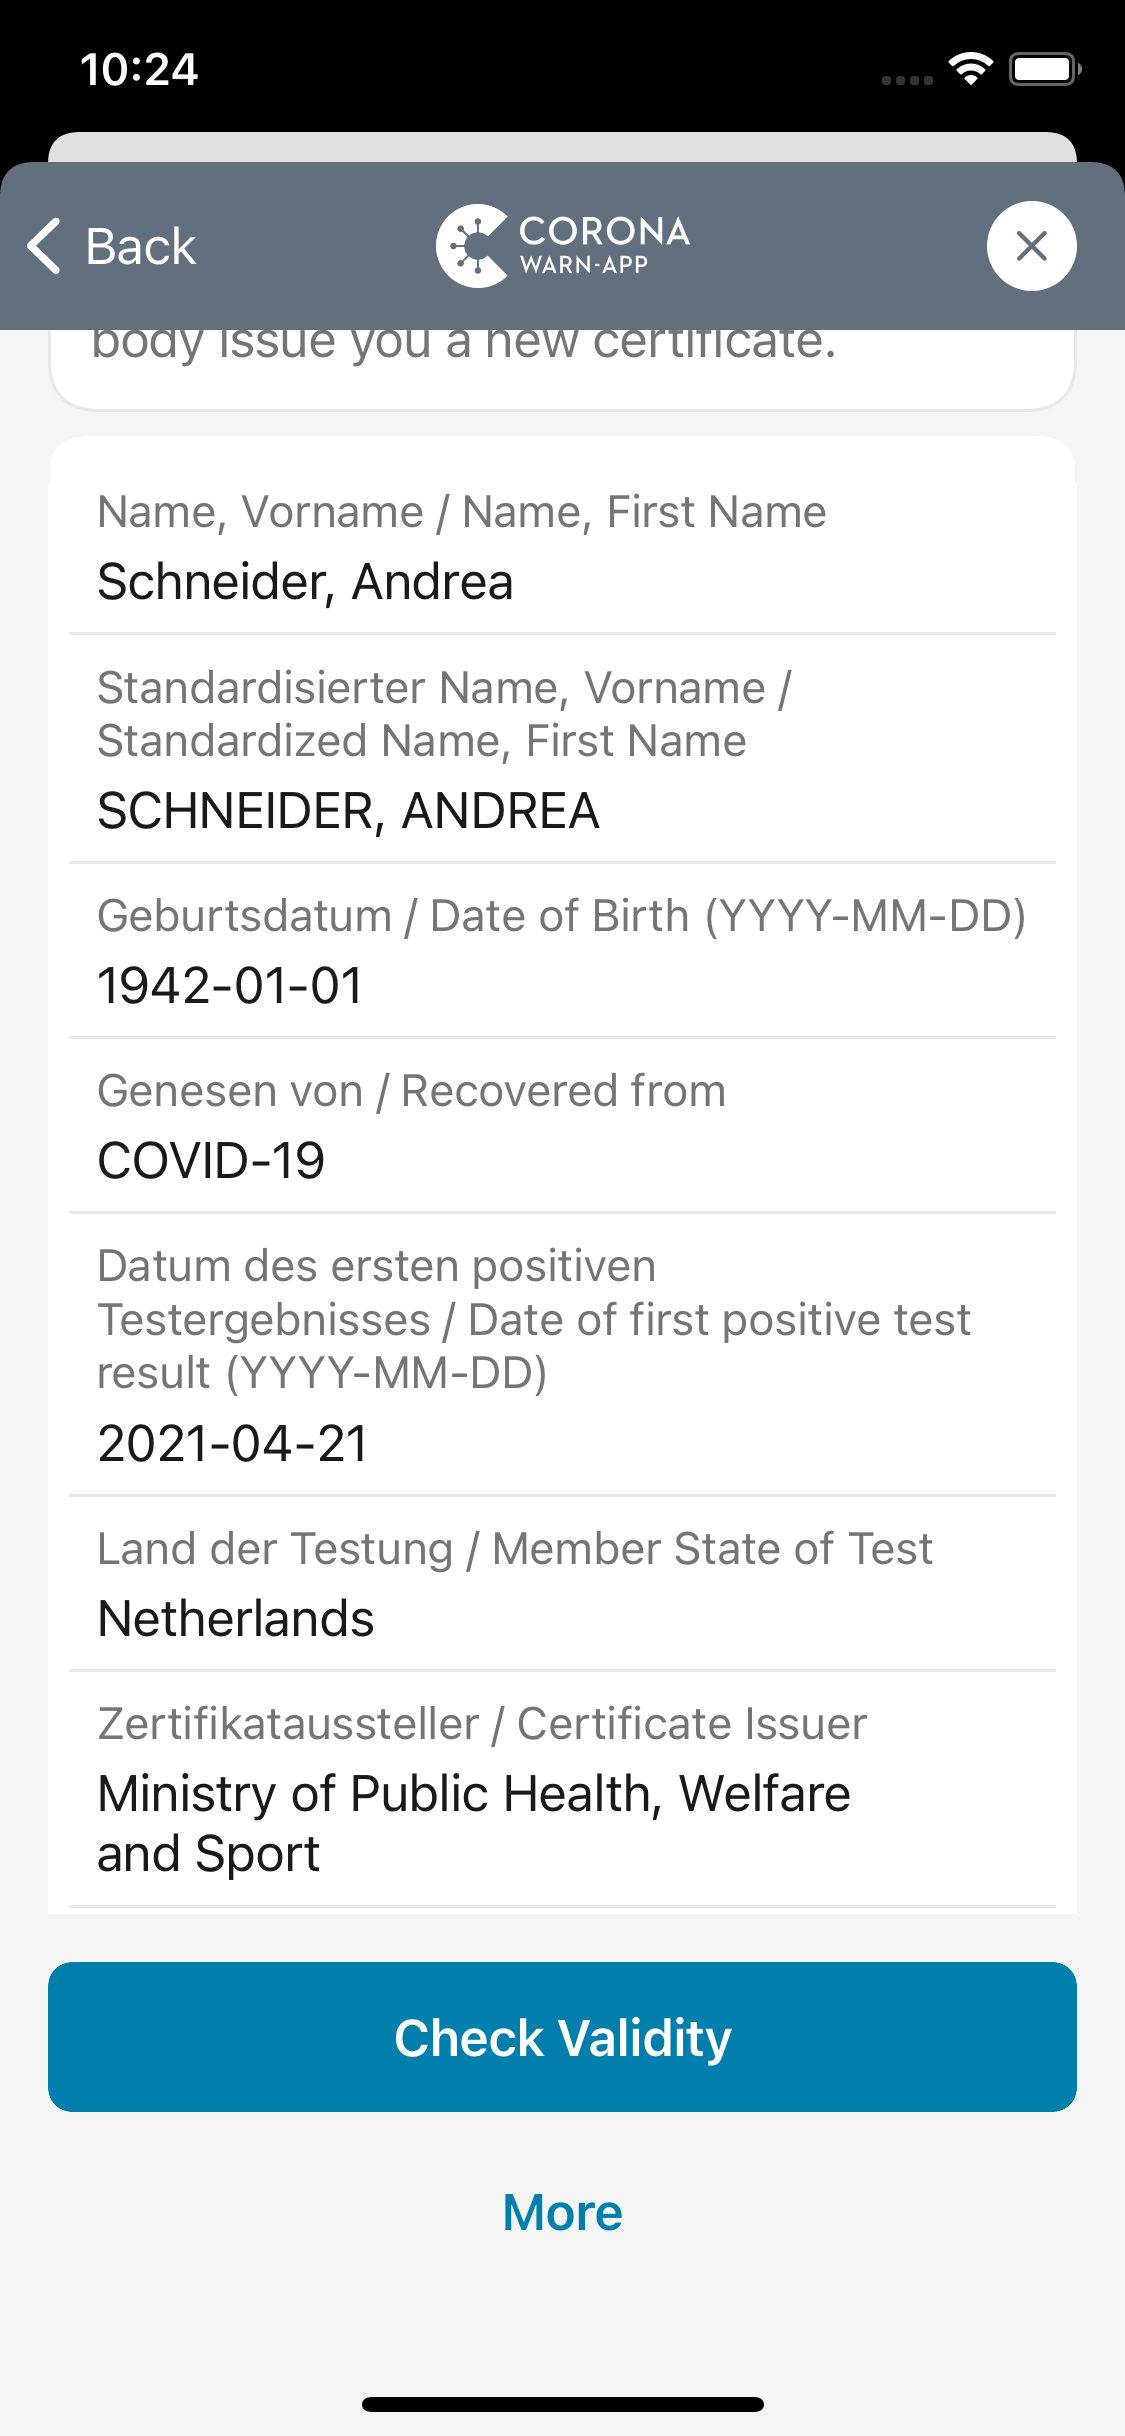 10:24
Back
CORONA
WARN-APP
body issue you a new certificate.
Name, Vorname / Name, First Name
Schneider, Andrea
Standardisierter Name, Vorname /
Standardized Name, First Name
SCHNEIDER, ANDREA
Geburtsdatum / Date of Birth (YYYY-MM-DD)
1942-01-01
Genesen von / Recovered from
COVID-19
Datum des ersten positiven
Testergebnisses / Date of first positive test
result (YYYY-MM-DD)
2021-04-21
Land der Testung / Member State of Test
Netherlands
Zertifikataussteller / Certificate Issuer
Ministry of Public Health, Welfare
and Sport
Check Validity
More